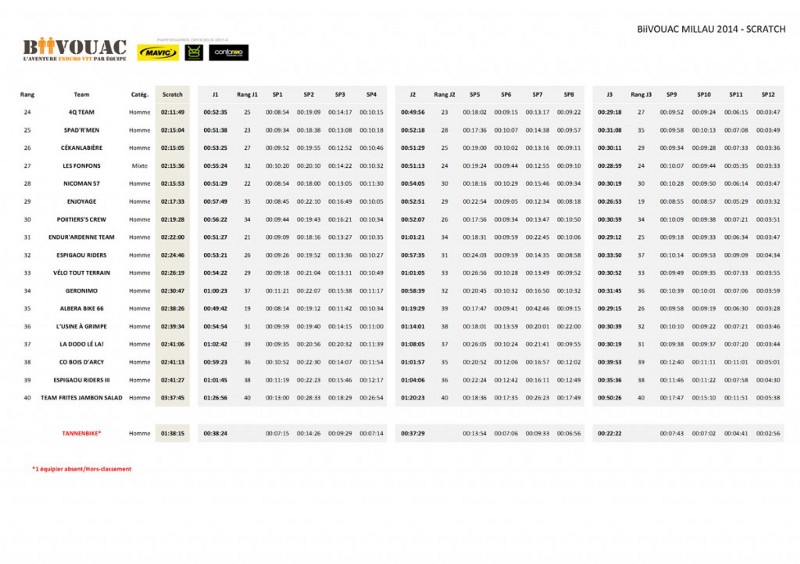 BiiVOUAC MILLAU 2014 - SCRATCH
PARTENAIRES OFFICIELS 2014
BiiVOUAC
L'AVENTURE ENDURO VTT PAR ÉQUIPE
MAVIC
conforme
Rang Team Catég. Scratch J1 Rang J1 SP1 SP2 SP3 SP4 J2 Rang J2 SP5 SP6 SP7 SP8 J3 Rang J3 SP9 SP10 SP11 SP12
24 4Q TEAM Homme 02:11:49 00:52:35 25 00:08:54 00:19:09 00:14:17 00:10:15 00:49:56 23 00:18:02 00:09:15 00:13:17 00:09:22 00:29:18 27 00:09:52 00:09:24 00:06:15 00:03:47
25 SPAD'R'MEN Homme 02:15:04 00:51:38 23 00:09:34 00:18:38 00:13:08 00:10:18 00:52:18 28 00:17:36 00:10:07 00:14:38 00:09:57 00:31:08 35 00:09:58 00:10:13 00:07:08 00:03:49
26 CÉKANLABIÈRE Homme 02:15:05 00:53:25 27 00:09:52 00:19:55 00:12:52 00:10:46 00:51:29 25 00:19:00 00:10:02 00:13:16 00:09:11 00:30:11 29 00:09:34 00:09:28 00:07:33 00:03:36
27 LES FONFONS Mixte 02:15:36 00:55:24 32 00:10:20 00:20:10 00:14:22 00:10:32 00:51:13 24 00:19:24 00:09:44 00:12:55 00:09:10 00:28:59 24 00:10:07 00:09:44 00:05:35 00:03:33
28 NICOMAN 57 Homme 02:15:53 00:51:29 22 00:08:54 00:18:00 00:13:05 00:11:30 00:54:05 30 00:18:16 00:10:29 00:15:46 00:09:34 00:30:19 30 00:10:28 00:09:50 00:06:14 00:03:47
29 ENJOYAGE Homme 02:17:33 00:57:49 35 00:08:45 00:22:10 00:16:49 00:10:05 00:52:51 29 00:22:54 00:09:05 00:12:34 00:08:18 00:26:53 19 00:08:55 00:08:57 00:05:29 00:03:32
30 POITIERS'S CREW Homme 02:19:28 00:56:22 34 00:09:44 00:19:43 00:16:21 00:10:34 00:52:07 26 00:17:56 00:09:34 00:13:47 00:10:50 00:30:59 34 00:10:09 00:09:38 00:07:21 00:03:51
31 ENDUR'ARDENNE TEAM Homme 02:22:00 00:51:27 21 00:09:09 00:18:16 00:13:27 00:10:35 01:01:21 34 00:18:31 00:09:59 00:22:45 00:10:06 00:29:12 25 00:09:18 00:09:33 00:06:34 00:03:47
32 ESPIGAOU RIDERS Homme 02:24:46 00:53:21 26 00:09:26 00:19:52 00:13:36 00:10:27 00:57:35 31 00:24:03 00:09:59 00:14:35 00:08:58 00:33:50 37 00:10:14 00:09:53 00:09:09 00:04:34
33 VÉLO TOUT TERRAIN Homme 02:26:19 00:54:22 29 00:09:18 00:21:04 00:13:11 00:10:49 01:01:05 33 00:26:56 00:10:28 00:13:49 00:09:52 00:30:52 33 00:09:49 00:09:35 00:07:33 00:03:55
34 GERONIMO Homme 02:30:47 01:00:23 37 00:11:21 00:22:07 00:15:38 00:11:17 00:58:39 32 00:20:45 00:10:32 00:16:50 00:10:32 00:31:45 36 00:10:39 00:10:01 00:07:10 00:03:55
35 ALBERA BIKE 66 Homme 02:38:26 00:49:42 19 00:08:14 00:19:12 00:11:42 00:10:34 01:19:29 39 00:17:47 00:09:41 00:42:46 00:09:15 00:29:15 26 00:09:58 00:09:19 00:06:30 00:03:28
36 L'USINE À GRIMPE Homme 02:39:34 00:54:54 31 00:09:59 00:19:40 00:14:15 00:11:00 01:14:01 38 00:18:01 00:13:59 00:20:01 00:22:00 00:30:39 32 00:10:10 00:09:22 00:07:21 00:03:46
37 LA DODO LÉ LA! Homme 02:41:06 01:02:42 39 00:09:35 00:20:56 00:20:32 00:11:39 01:08:05 37 00:26:05 00:10:24 00:21:41 00:09:55 00:30:19 31 00:09:38 00:09:37 00:07:20 00:03:44
38 CO BOIS D'ARCY Homme 02:41:13 00:59:23 36 00:10:52 00:22:30 00:14:07 00:11:54 01:01:57 35 00:20:52 00:12:06 00:16:57 00:12:02 00:39:53 39 00:12:40 00:11:11 00:11:01 00:05:01
39 ESPIGAOU RIDERS III Homme 02:41:27 01:01:45 38 00:11:19 00:22:23 00:15:46 00:12:17 01:04:06 36 00:22:24 00:12:42 00:16:11 00:12:49 00:35:36 38 00:11:46 00:11:22 00:07:58 00:04:30
40 TEAM FRITES JAMBON SALAD Homme 03:37:45 01:26:56 40 00:13:00 00:28:33 00:18:29 00:26:54 01:20:23 40 00:18:36 00:17:35 00:26:23 00:17:49 00:50:26 40 00:17:47 00:15:10 00:11:51 00:05:38
TANNENBIKE* Homme 01:38:15 00:38:24 00:07:15 00:14:26 00:09:29 00:07:14 00:37:29 00:13:54 00:07:06 00:09:33 00:06:56 00:22:22 00:07:43 00:07:02 00:04:41 00:02:56
*1 équipier absent/Hors-classement